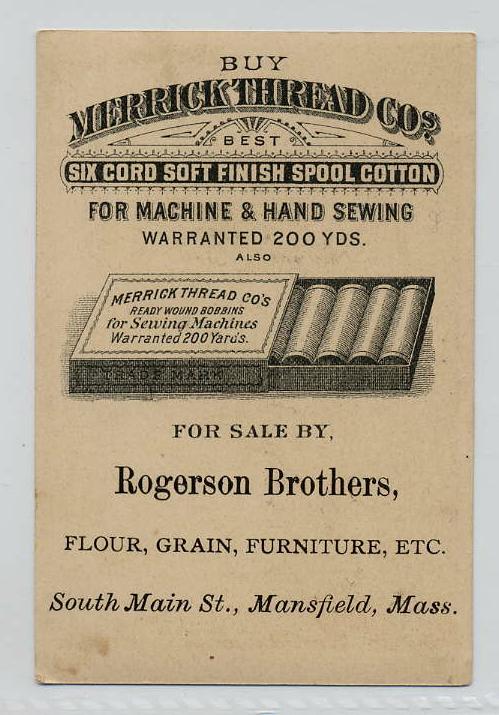 BUY
MERRICK THREAD CO'S
BEST
SIX CORD SOFT FINISH SPOOL COTTON
FOR MACHINE & HAND SEWING
WARRANTED 200 YDS.
ALSO
MERRICK THREAD CO'S
READY WOUND BOBBINS
for Sewing Machines
Warranted 200 Yards.
TRADE MARK
FOR SALE BY,
Rogerson Brothers,
FLOUR, GRAIN, FURNITURE, ETC.
South Main St., Mansfield, Mass.